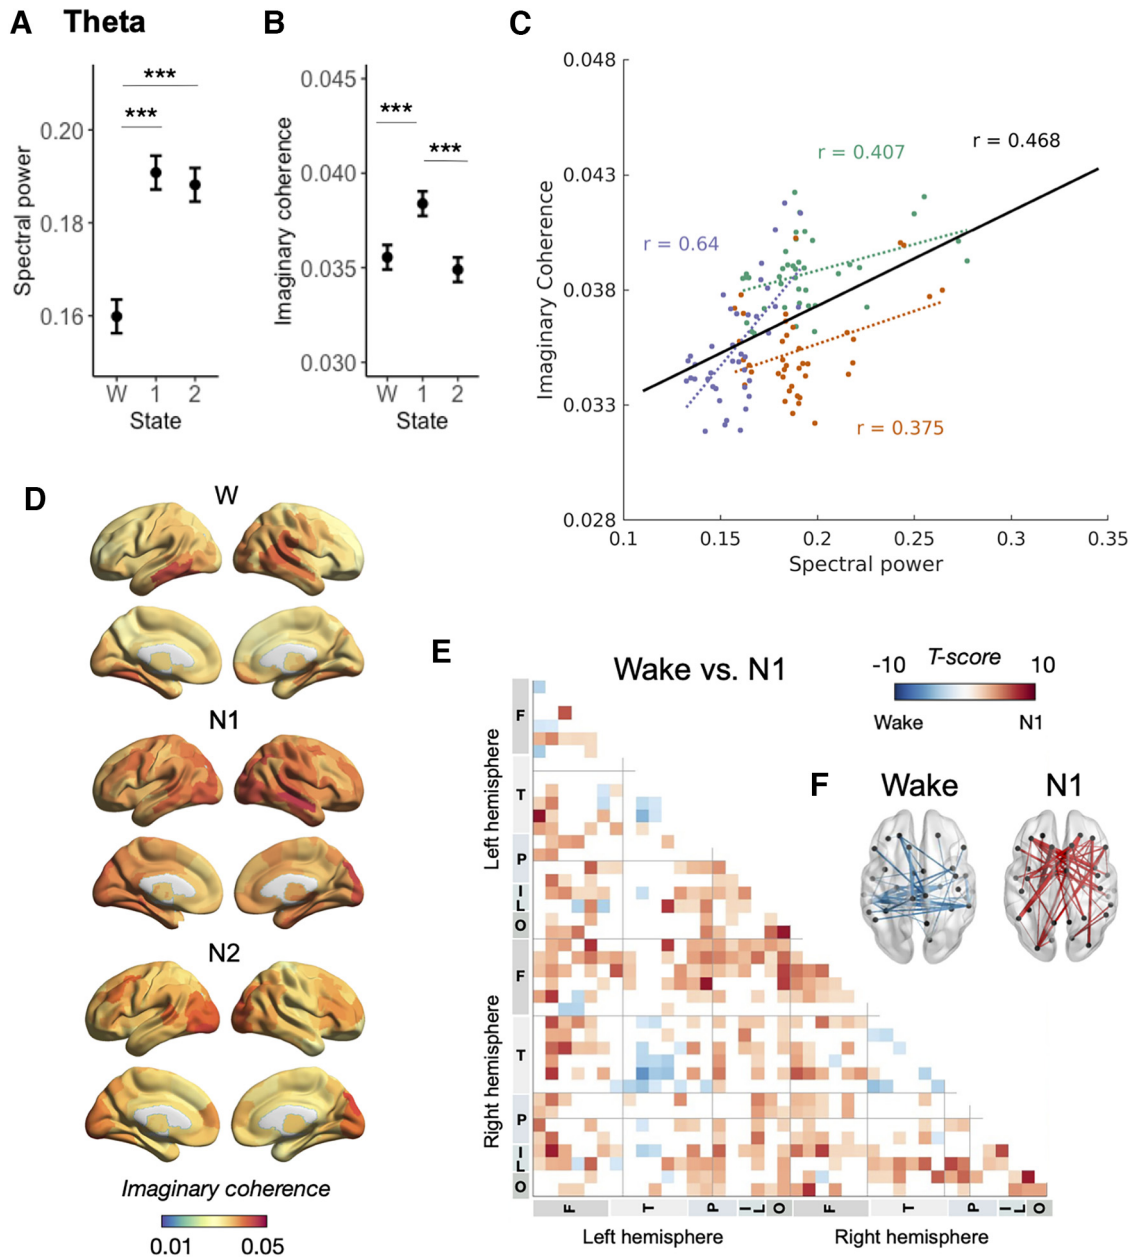 A Theta
Spectral power
***
***
0.20
0.18
0.16
W 1 2
State
B
Imaginary coherence
***
***
0.045
0.040
0.035
0.030
W 1 2
State
C
Imaginary Coherence
0.048
0.043
0.038
0.033
0.028
r = 0.407
r = 0.468
r = 0.64
r = 0.375
0.1 0.15 0.2 0.25 0.3 0.35
Spectral power
D
W
N1
N2
Imaginary coherence
0.01 0.05
E
Wake vs. N1
-10 T-score 10
Wake N1
Left hemisphere
F
T
P
I
L
O
Right hemisphere
F
T
P
I
L
O
F T P I L O F T P I L O
Left hemisphere Right hemisphere
F
Wake N1